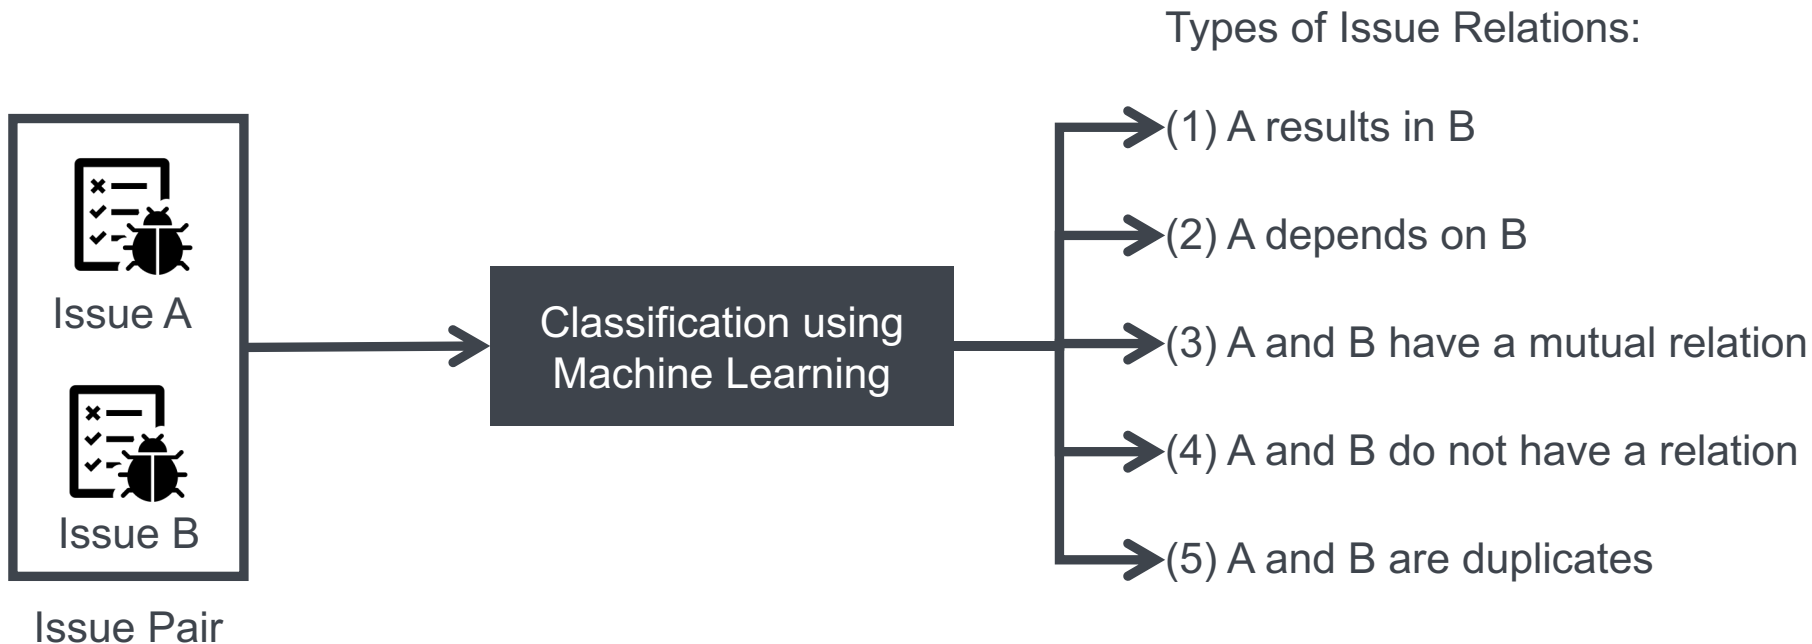 Types of Issue Relations:
Issue A
Issue B
Issue Pair
Classification using
Machine Learning
(1) A results in B
(2) A depends on B
(3) A and B have a mutual relation
(4) A and B do not have a relation
(5) A and B are duplicates